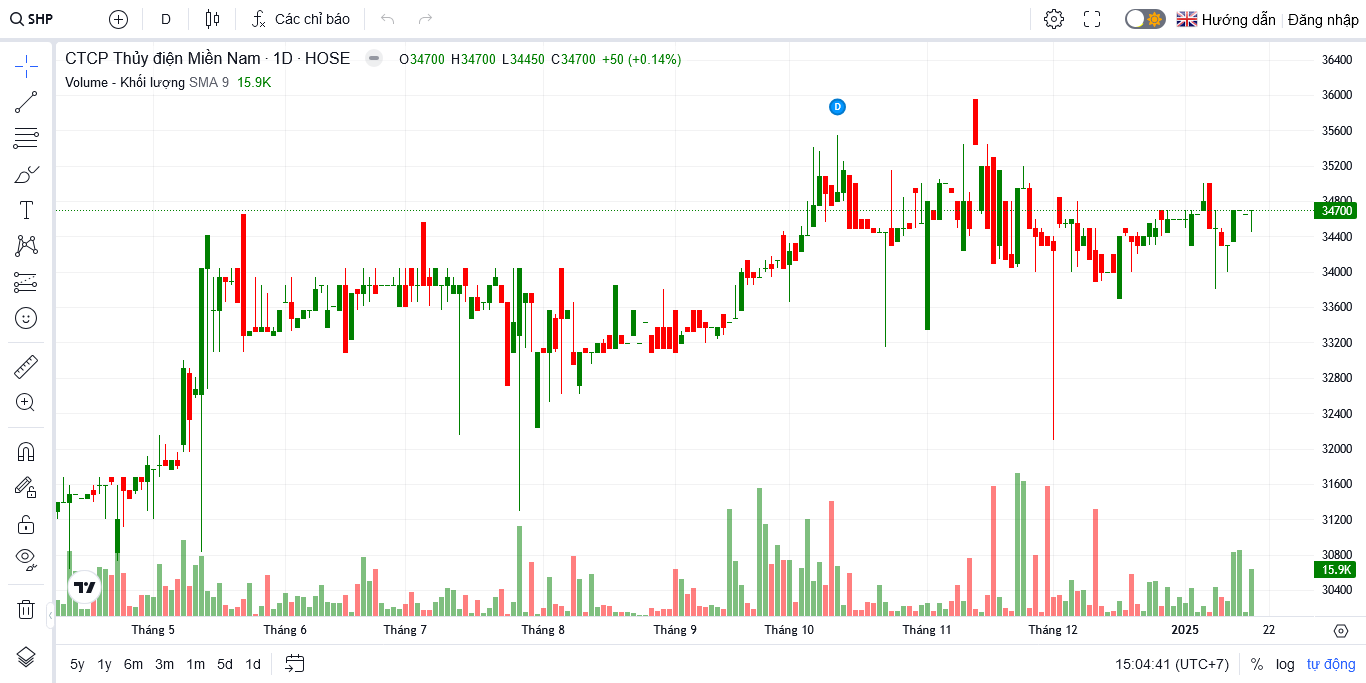 SHP D Các chỉ báo Hướng dẫn Đăng nhập
CTCP Thủy điện Miền Nam · 1D · HOSE O34700 H34700 L34450 C34700 +50 (+0.14%)
Volume - Khối lượng SMA 9 15.9K
D
36400
36000
35600
35200
34800
34700
34400
34000
33600
33200
32800
32400
32000
31600
31200
30800
15.9K
30400
Tháng 5 Tháng 6 Tháng 7 Tháng 8 Tháng 9 Tháng 10 Tháng 11 Tháng 12 2025 22
5y 1y 6m 3m 1m 5d 1d 15:04:41 (UTC+7) % log tự động